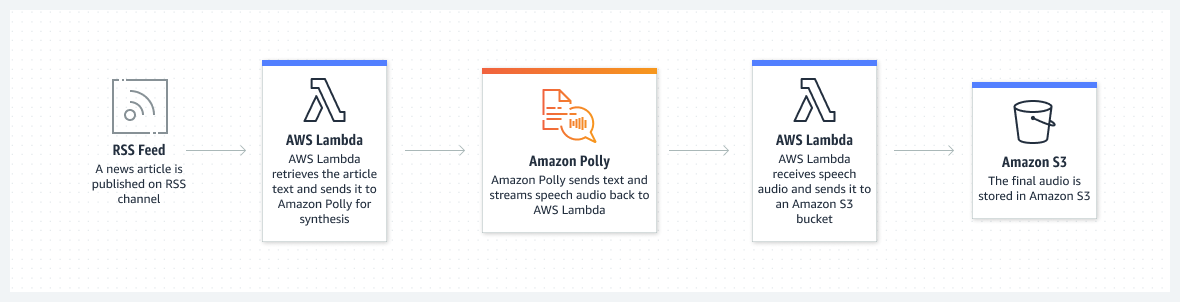 RSS Feed
A news article is
published on RSS
channel
AWS Lambda
AWS Lambda
retrieves the article
text and sends it to
Amazon Polly for
synthesis
Amazon Polly
Amazon Polly sends text and
streams speech audio back to
AWS Lambda
AWS Lambda
AWS Lambda
receives speech
audio and sends it to
an Amazon S3
bucket
Amazon S3
The final audio is
stored in Amazon S3